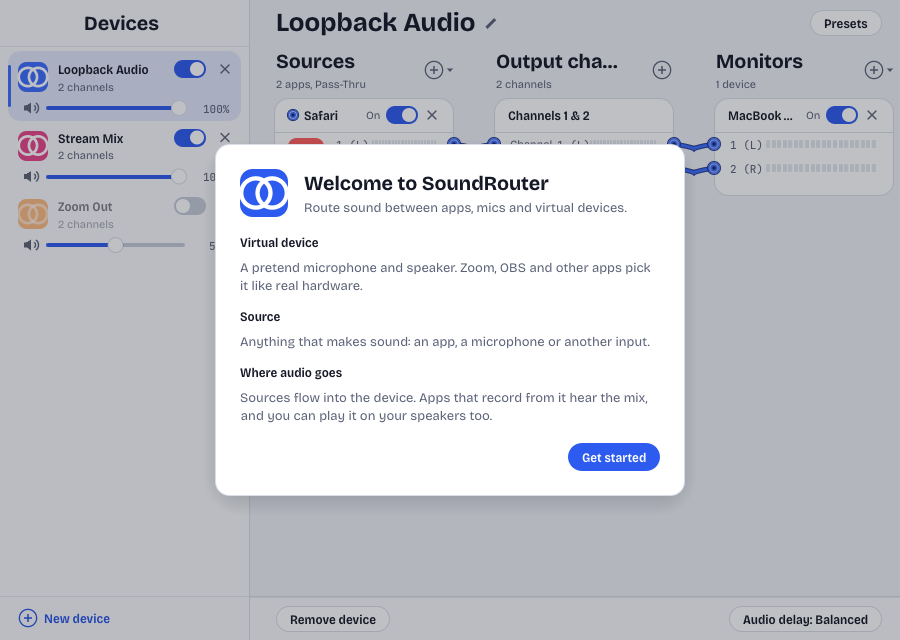 Devices
Loopback Audio
Presets
Sources
2 apps, Pass-Thru
Output cha...
2 channels
Monitors
1 device
Loopback Audio
2 channels
100%
Stream Mix
2 channels
Zoom Out
2 channels
Safari
On
Channels 1 & 2
MacBook ...
On
1 (L)
2 (R)
Welcome to SoundRouter
Route sound between apps, mics and virtual devices.
Virtual device
A pretend microphone and speaker. Zoom, OBS and other apps pick
it like real hardware.
Source
Anything that makes sound: an app, a microphone or another input.
Where audio goes
Sources flow into the device. Apps that record from it hear the mix,
and you can play it on your speakers too.
Get started
New device
Remove device
Audio delay: Balanced